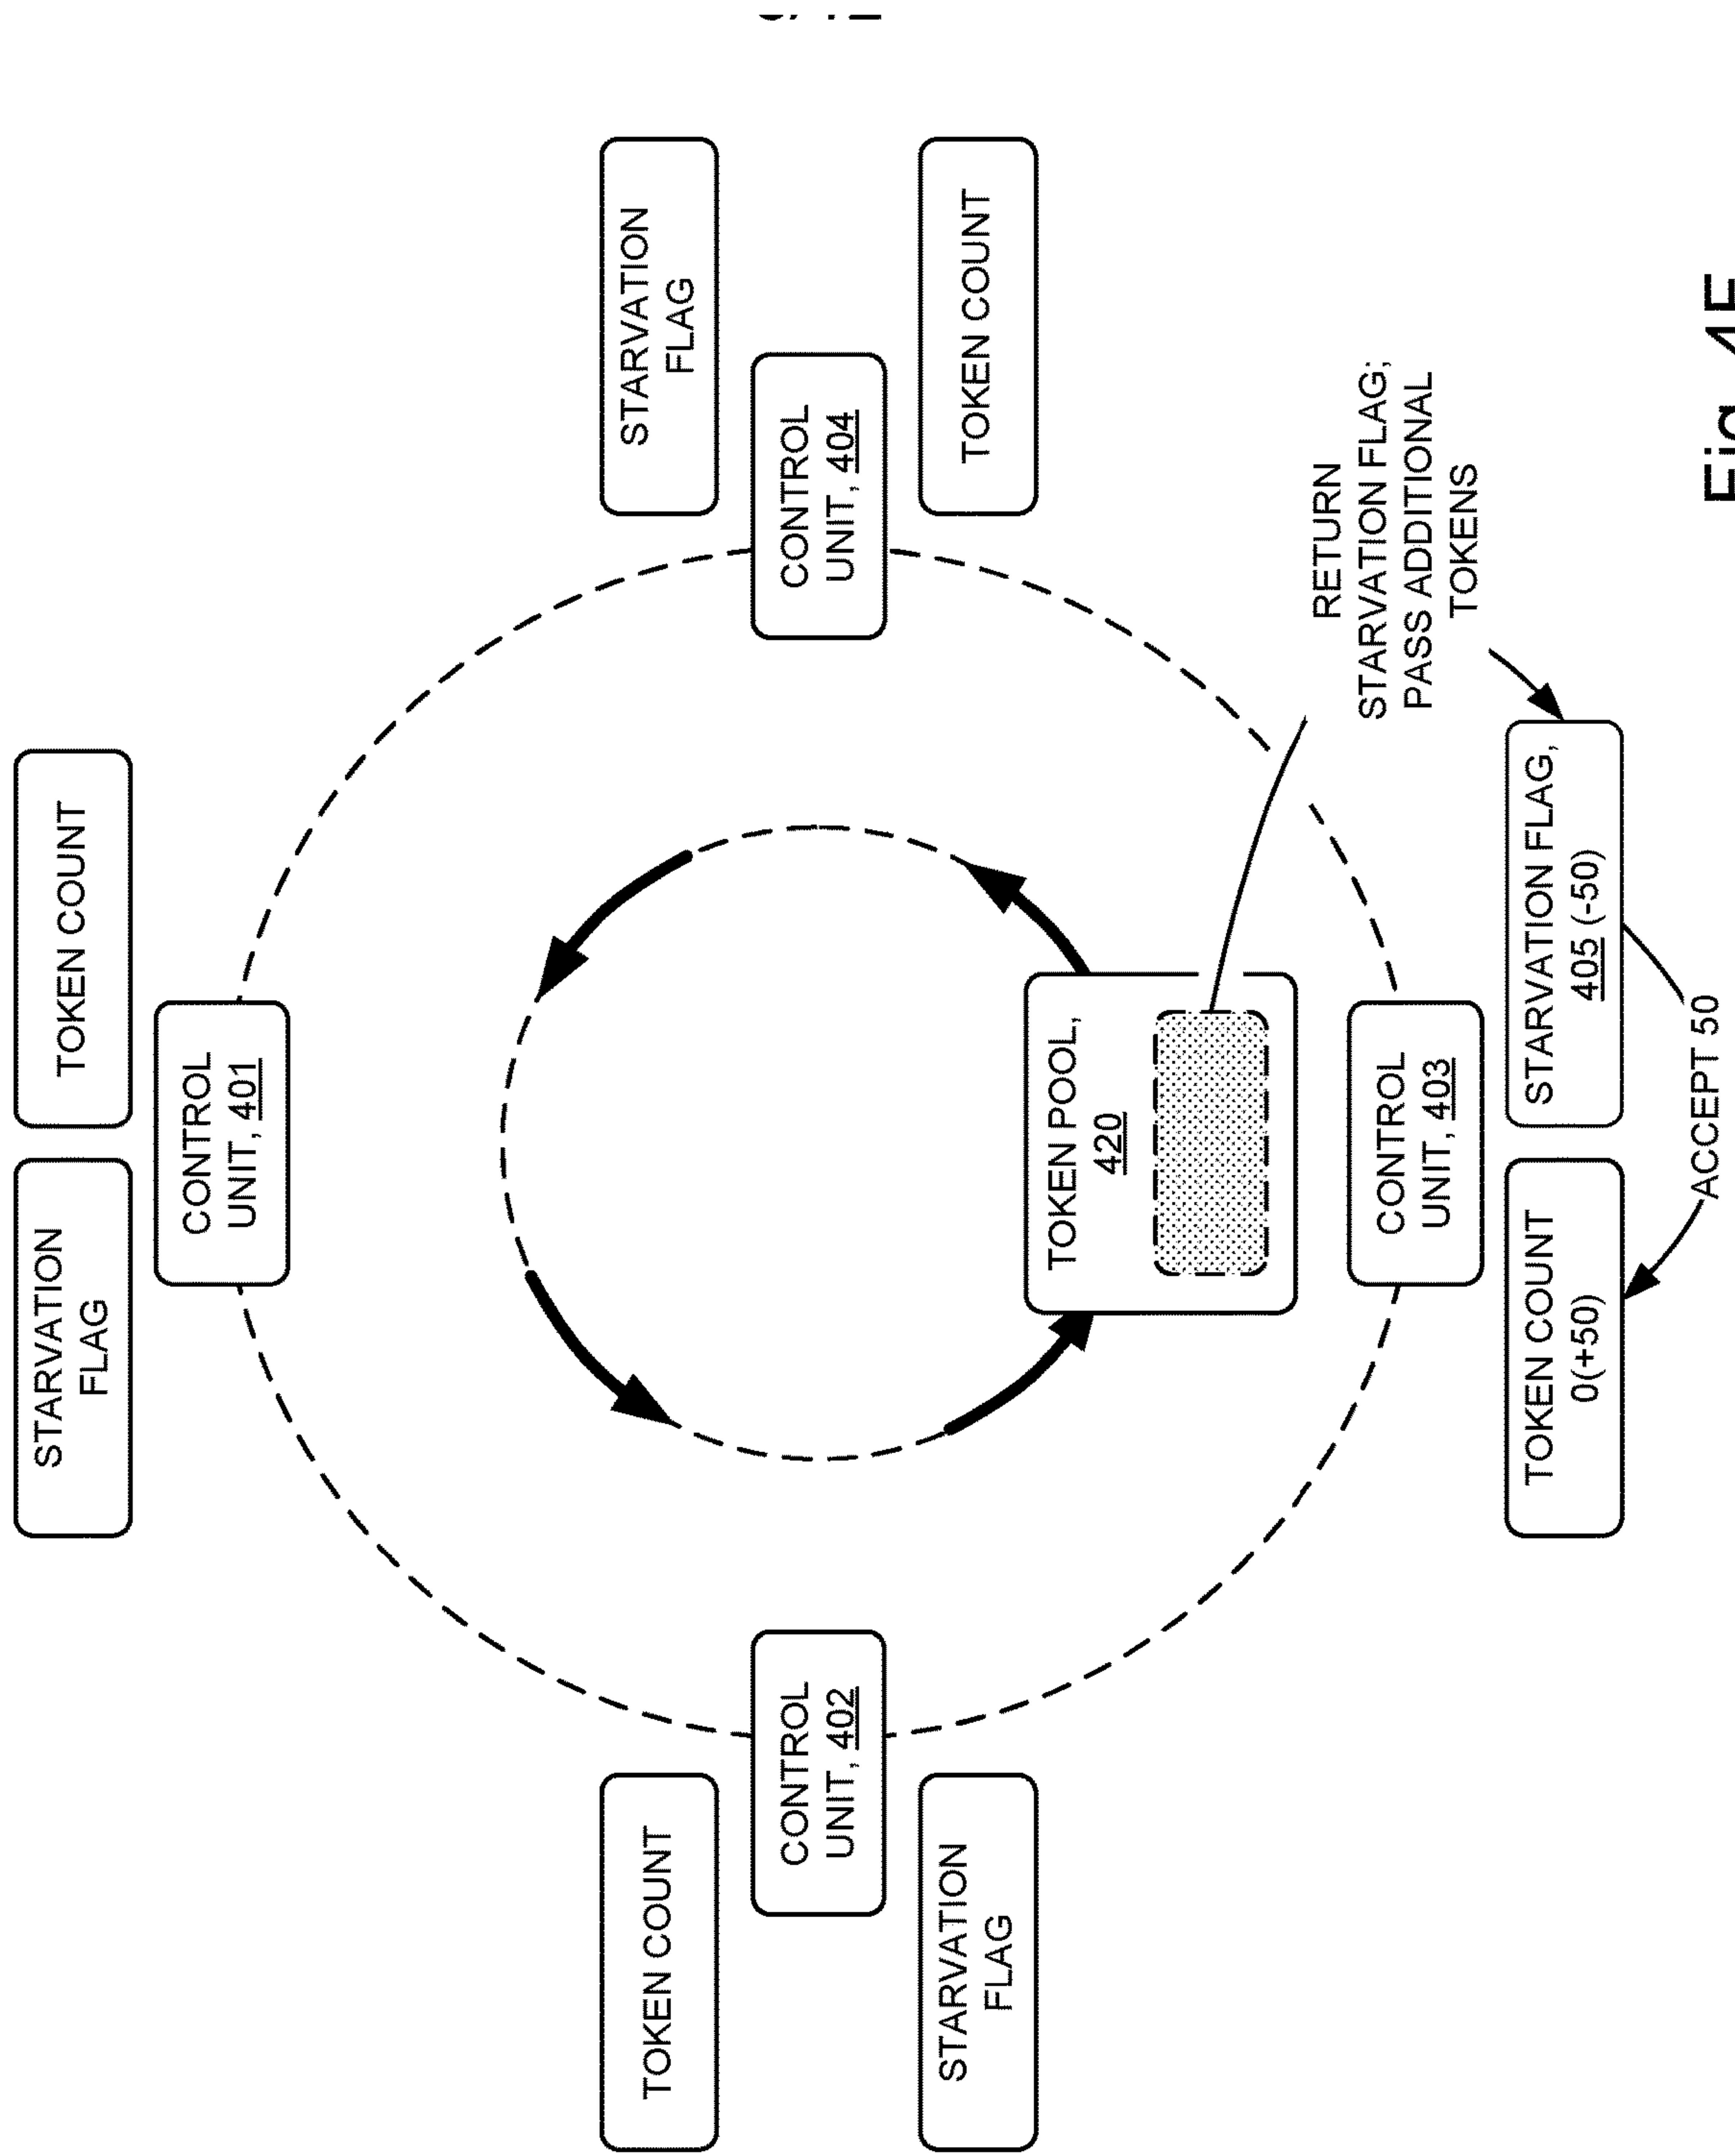 STARVATION
FLAG
TOKEN COUNT
CONTROL
UNIT, 401
TOKEN COUNT
CONTROL
UNIT, 402
STARVATION
FLAG
STARVATION
FLAG
CONTROL
UNIT, 404
TOKEN COUNT
TOKEN POOL,
420
CONTROL
UNIT, 403
RETURN
STARVATION FLAG;
PASS ADDITIONAL
TOKENS
TOKEN COUNT
0(+50)
STARVATION FLAG,
405 (-50)
ACCEPT 50